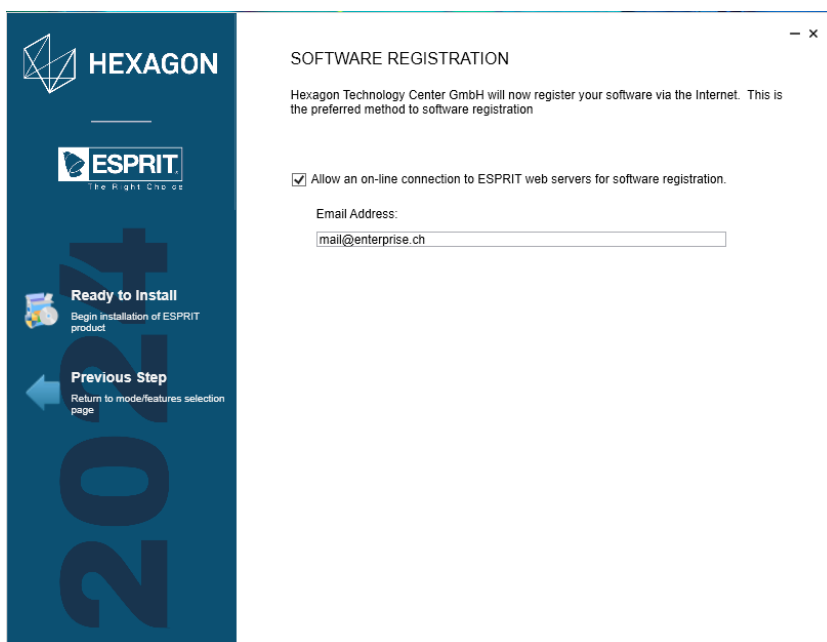 HEXAGON
ESPRIT
The Right Choice
2024
Ready to Install
Begin installation of ESPRIT
product
Previous Step
Return to mode/features selection
page
SOFTWARE REGISTRATION
Hexagon Technology Center GmbH will now register your software via the Internet. This is
the preferred method to software registration
Allow an on-line connection to ESPRIT web servers for software registration.
Email Address:
mail@enterprise.ch